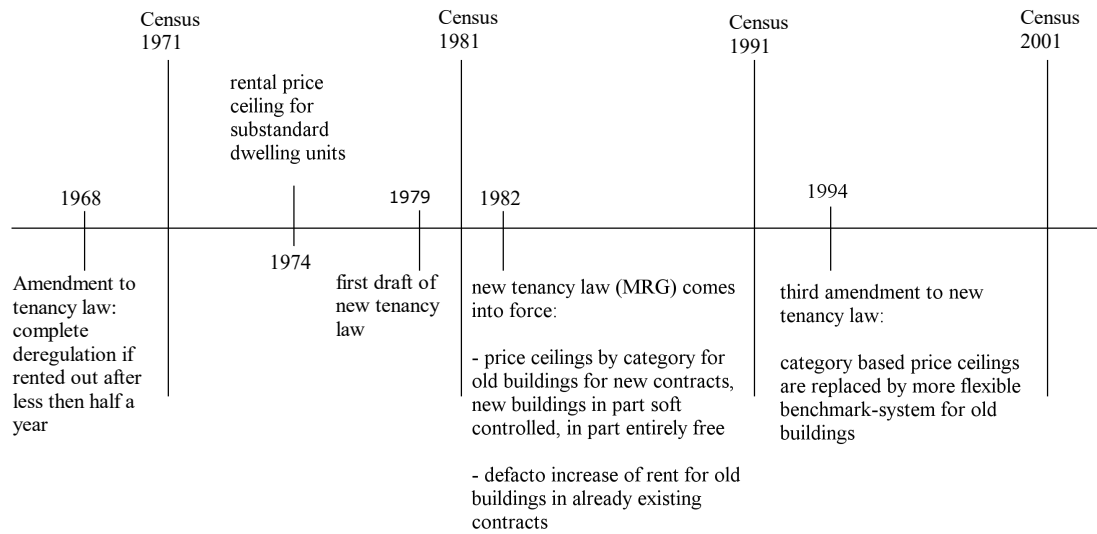 Census
1971
Census
1981
Census
1991
Census
2001
rental price
ceiling for
substandard
dwelling units
1968
1974
1979
1982
1994
Amendment to
tenancy law:
complete
deregulation if
rented out after
less then half a
year
first draft of
new tenancy
law
new tenancy law (MRG) comes
into force:
- price ceilings by category for
old buildings for new contracts,
new buildings in part soft
controlled, in part entirely free
- defacto increase of rent for old
buildings in already existing
contracts
third amendment to new
tenancy law:
category based price ceilings
are replaced by more flexible
benchmark-system for old
buildings